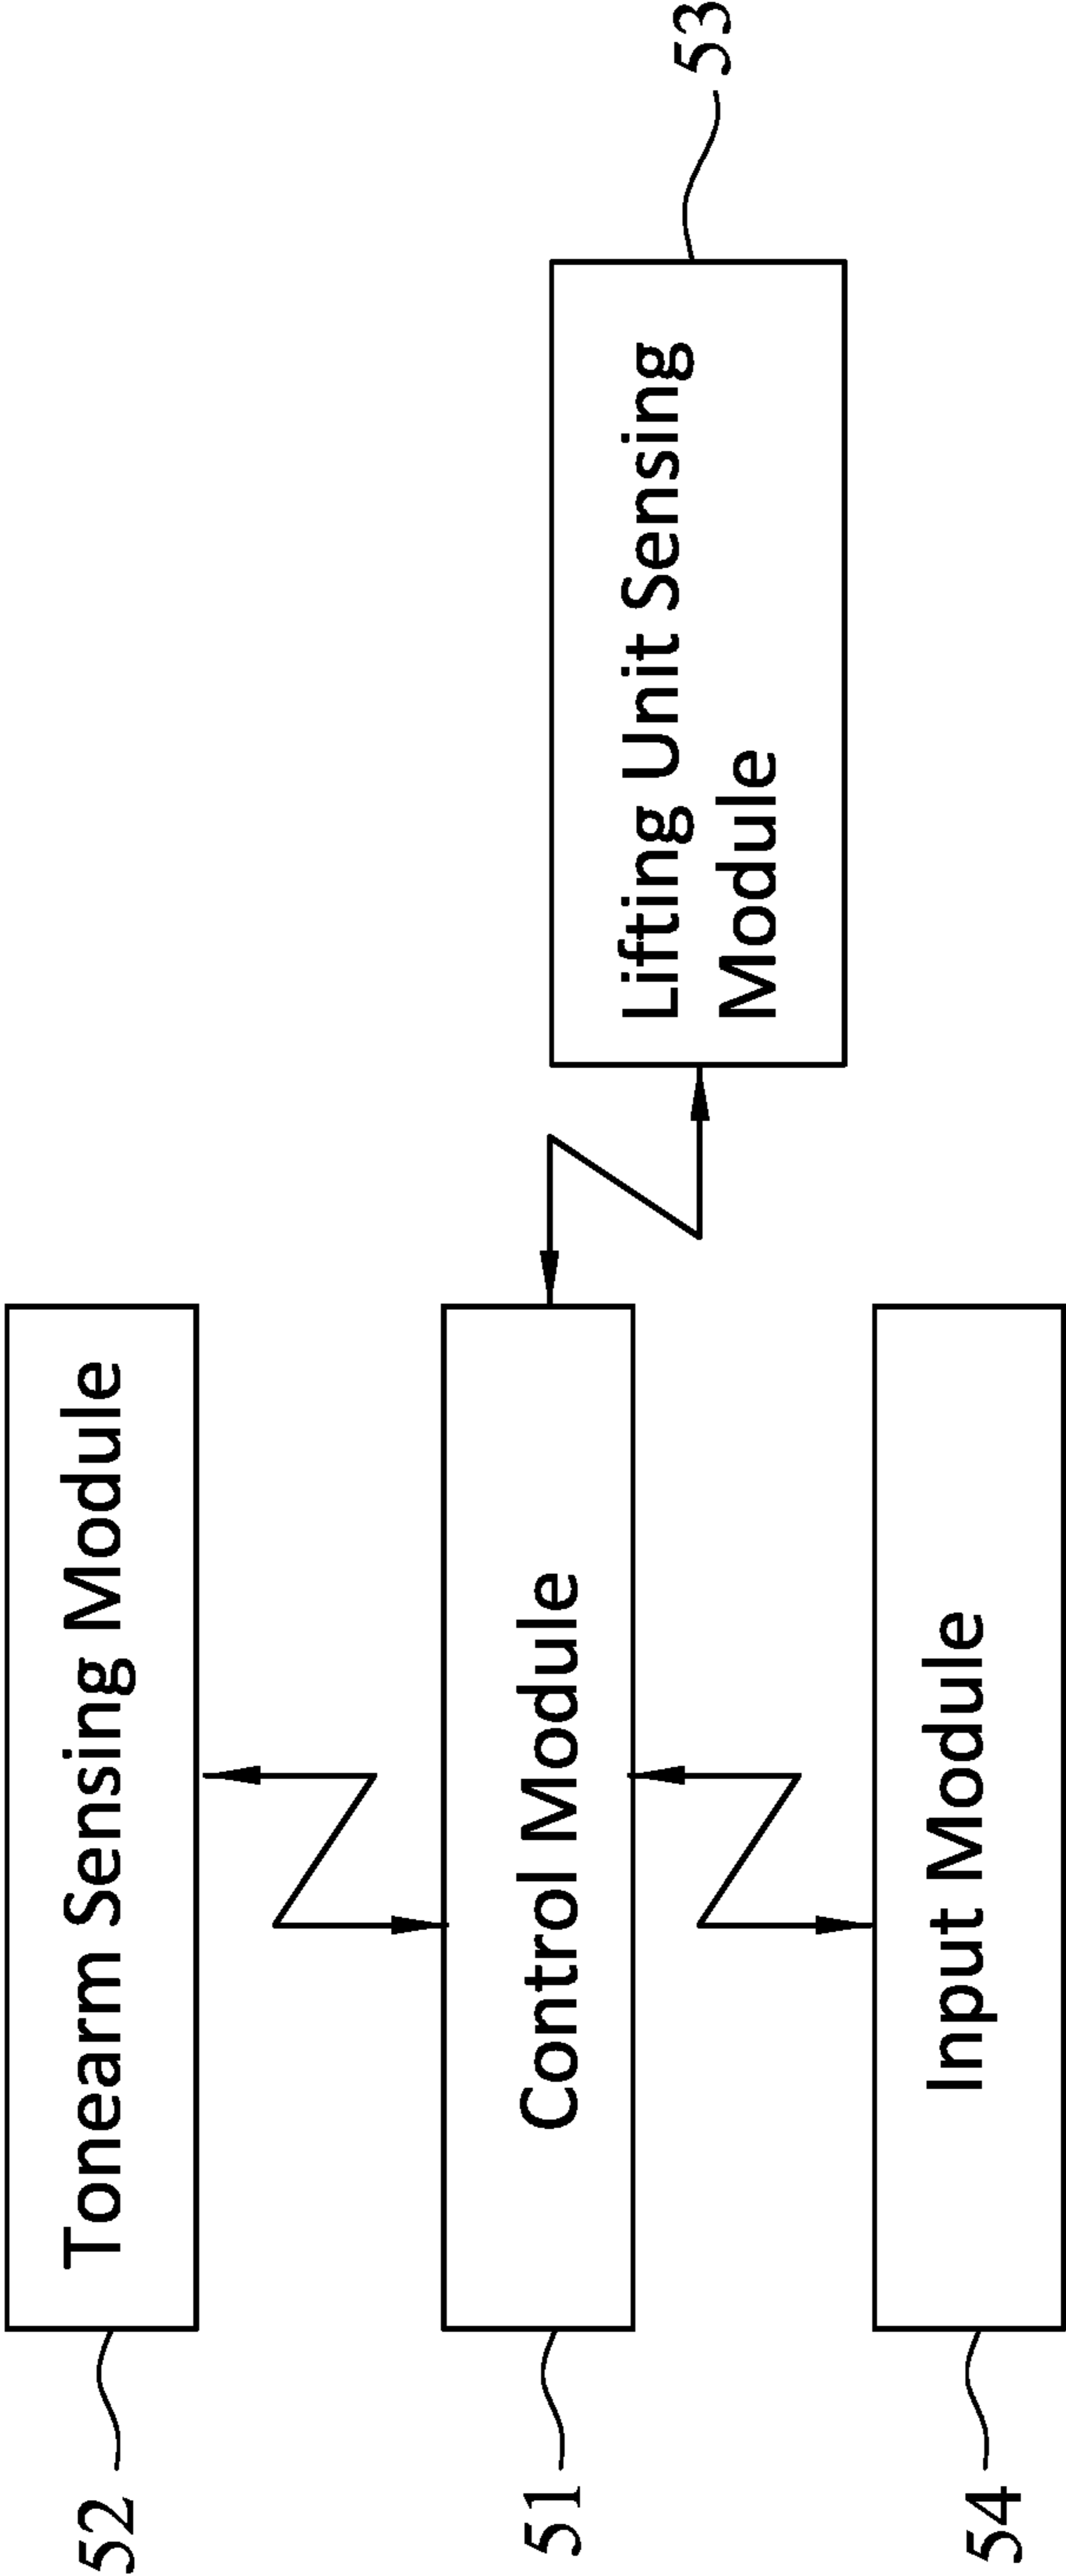 52
Tonearm Sensing Module
51
Control Module
Lifting Unit Sensing
Module
53
54
Input Module